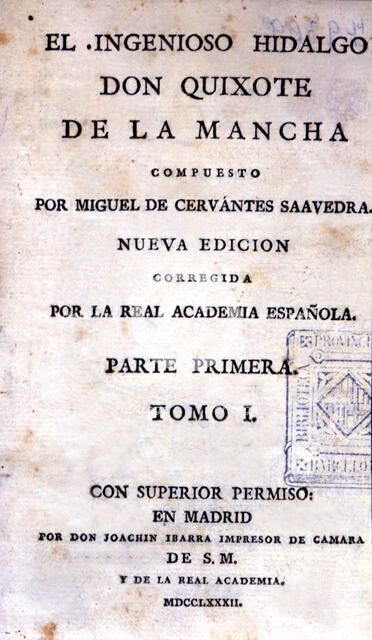 EL INGENIOSO HIDALGO
DON QUIXOTE
DE LA MANCHA
COMPUESTO
POR MIGUEL DE CERVÁNTES SAAVEDRA.
NUEVA EDICION
CORREGIDA
POR LA REAL ACADEMIA ESPAÑOLA.
PARTE PRIMERA.
TOMO I.
CON SUPERIOR PERMISO:
EN MADRID
POR DON JOACHIN IBARRA IMPRESOR DE CAMARA
DE S. M.
Y DE LA REAL ACADEMIA.
MDCCLXXXII.
BIBLIOTECA